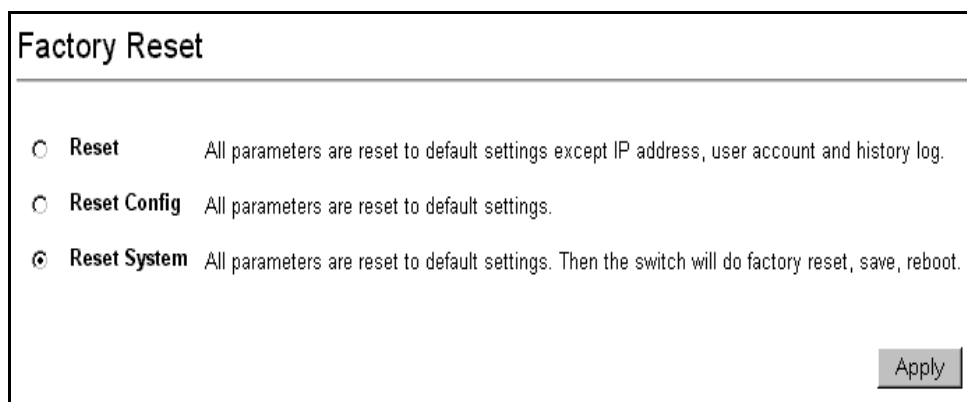 Factory Reset
Reset All parameters are reset to default settings except IP address, user account and history log.
Reset Config All parameters are reset to default settings.
Reset System All parameters are reset to default settings. Then the switch will do factory reset, save, reboot.
Apply